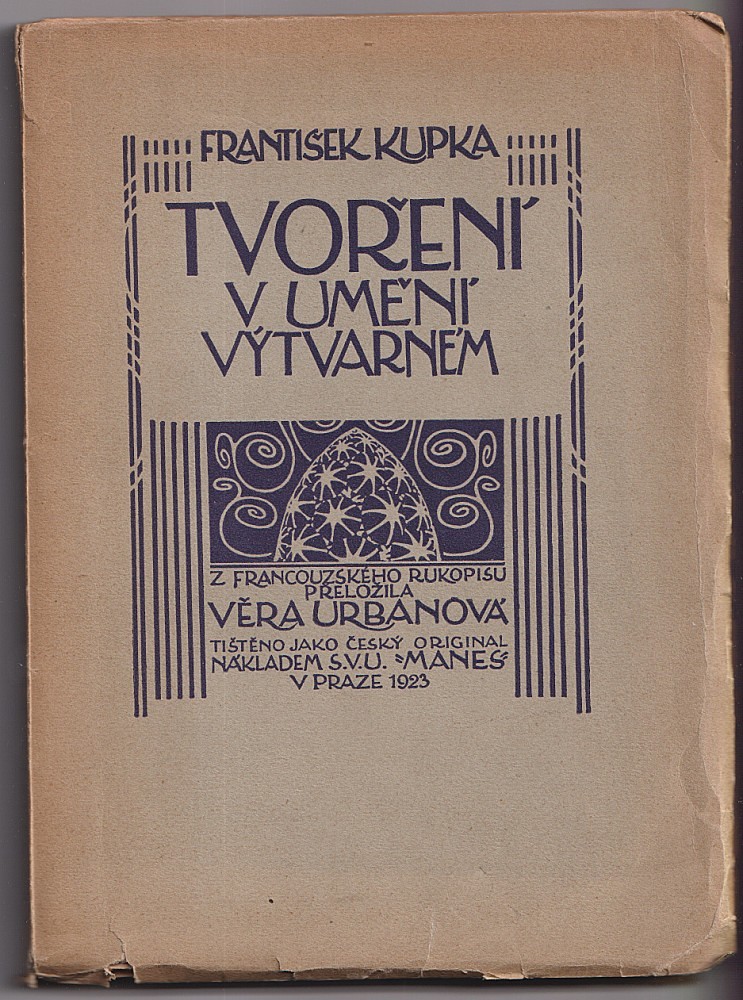 FRANTIŠEK KUPKA
TVOŘENÍ
V UMĚNÍ
VÝTVARNÉM
Z FRANCOUZSKÉHO RUKOPISU
PŘELOŽILA
VĚRA URBANOVÁ
TIŠTĚNO JAKO ČESKÝ ORIGINAL
NÁKLADEM S.V.U. "MANES"
V PRAZE 1923